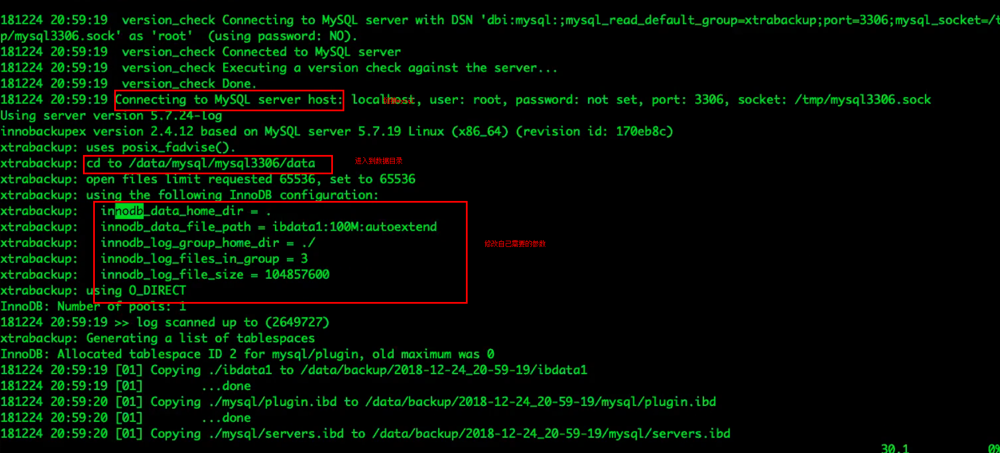 181224 20:59:19  version_check Connecting to MySQL server with DSN 'dbi:mysql:;mysql_read_default_group=xtrabackup;port=3306;mysql_socket=/t
p/mysql3306.sock' as 'root'  (using password: NO).
181224 20:59:19  version_check Connected to MySQL server
181224 20:59:19  version_check Executing a version check against the server...
181224 20:59:19  version_check Done.
181224 20:59:19 Connecting to MySQL server host: localhost, user: root, password: not set, port: 3306, socket: /tmp/mysql3306.sock
Using server version 5.7.24-log
innobackupex version 2.4.12 based on MySQL server 5.7.19 Linux (x86_64) (revision id: 170eb8c)
xtrabackup: uses posix_fadvise().
xtrabackup: cd to /data/mysql/mysql3306/data
进入到数据目录
xtrabackup: open files limit requested 65536, set to 65536
xtrabackup: using the following InnoDB configuration:
xtrabackup:   innodb_data_home_dir = .
xtrabackup:   innodb_data_file_path = ibdata1:100M:autoextend
xtrabackup:   innodb_log_group_home_dir = ./
修改自己需要的参数
xtrabackup:   innodb_log_files_in_group = 3
xtrabackup:   innodb_log_file_size = 104857600
xtrabackup: using O_DIRECT
InnoDB: Number of pools: 1
181224 20:59:19 >> log scanned up to (2649727)
xtrabackup: Generating a list of tablespaces
InnoDB: Allocated tablespace ID 2 for mysql/plugin, old maximum was 0
181224 20:59:19 [01] Copying ./ibdata1 to /data/backup/2018-12-24_20-59-19/ibdata1
181224 20:59:19 [01]        ...done
181224 20:59:20 [01] Copying ./mysql/plugin.ibd to /data/backup/2018-12-24_20-59-19/mysql/plugin.ibd
181224 20:59:20 [01]        ...done
181224 20:59:20 [01] Copying ./mysql/servers.ibd to /data/backup/2018-12-24_20-59-19/mysql/servers.ibd
30.1 0%